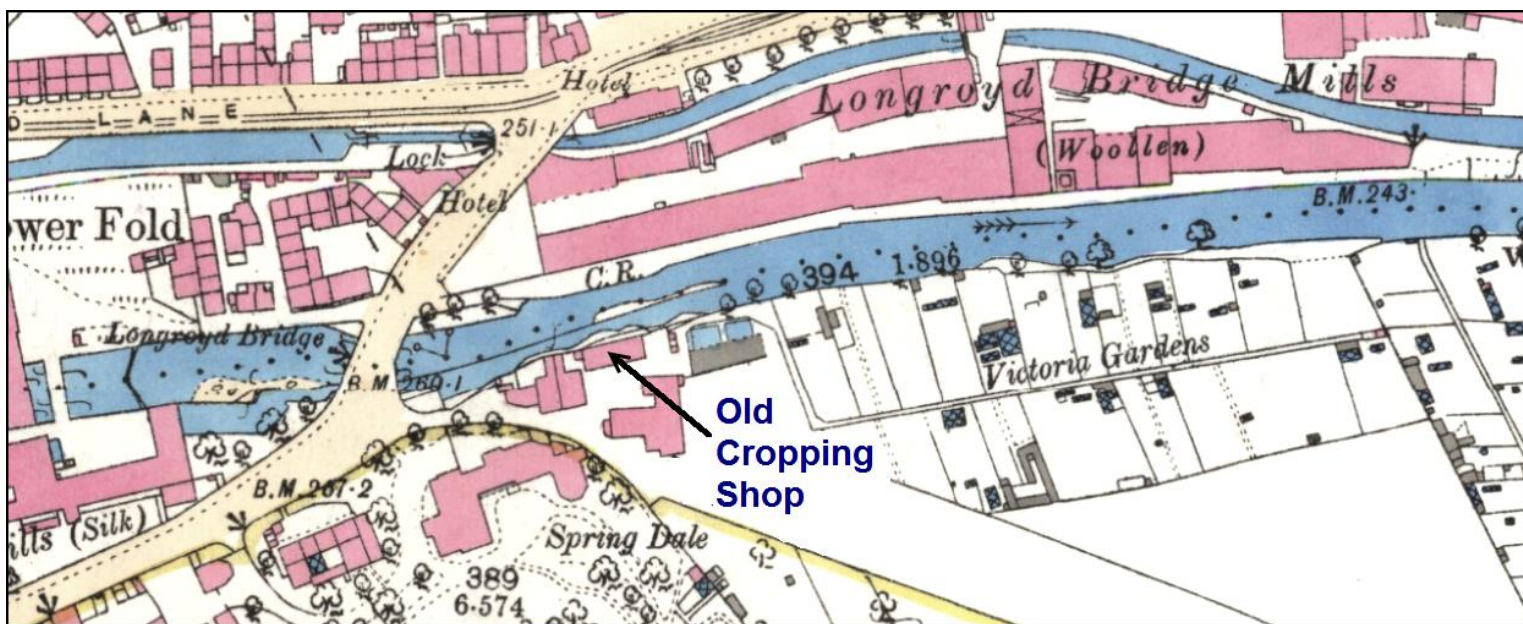 Hotel
Longroyd Bridge Mills
LANE
251·1
Lock
(Woollen)
Hotel
B.M. 243·
ower Fold
C.R.
394
1·896
Longroyd Bridge
Victoria Gardens
B.M. 260·1
Old
Cropping
Shop
B.M. 267·2
ills (Silk)
Spring Dale
389
6·574